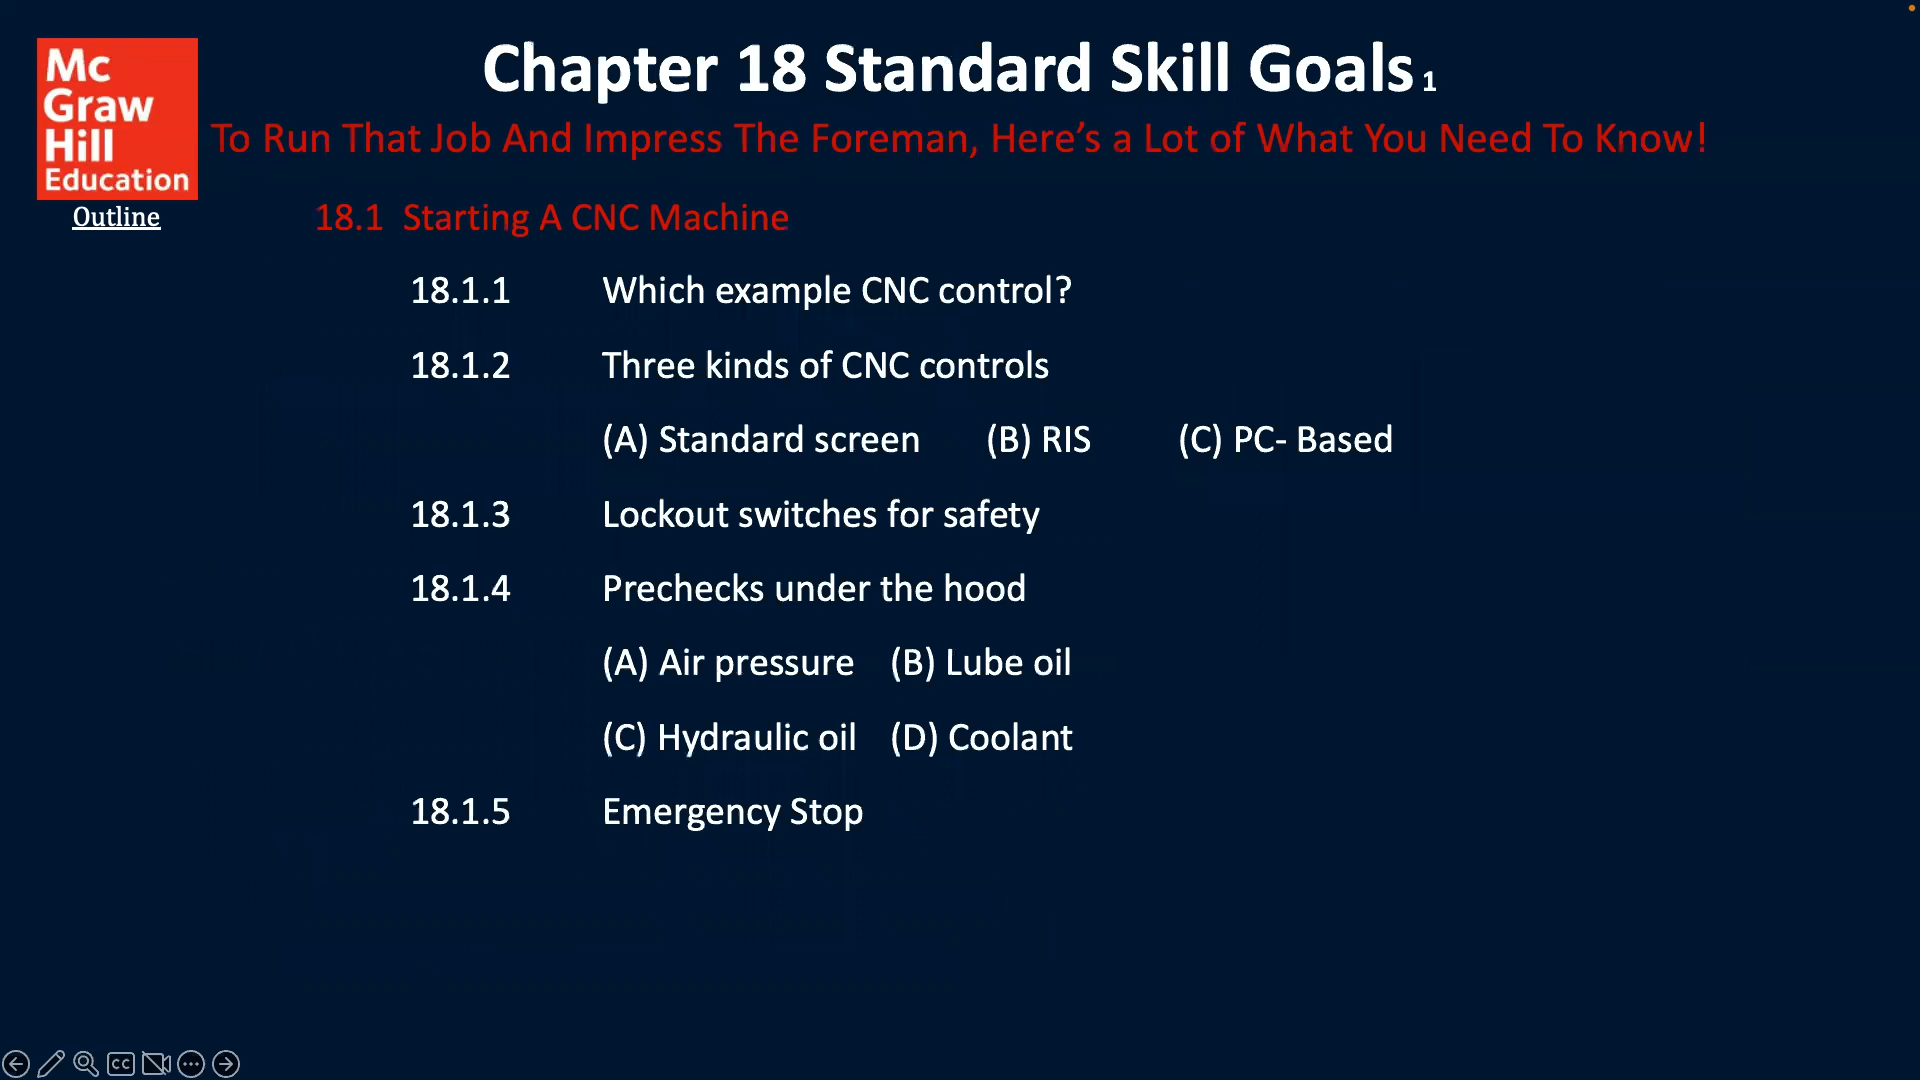 Mc
Graw
Hill
Education
Outline
Chapter 18 Standard Skill Goals 1
To Run That Job And Impress The Foreman, Here’s a Lot of What You Need To Know!
18.1 Starting A CNC Machine
18.1.1 Which example CNC control?
18.1.2 Three kinds of CNC controls
(A) Standard screen (B) RIS (C) PC- Based
18.1.3 Lockout switches for safety
18.1.4 Prechecks under the hood
(A) Air pressure (B) Lube oil
(C) Hydraulic oil (D) Coolant
18.1.5 Emergency Stop
CC